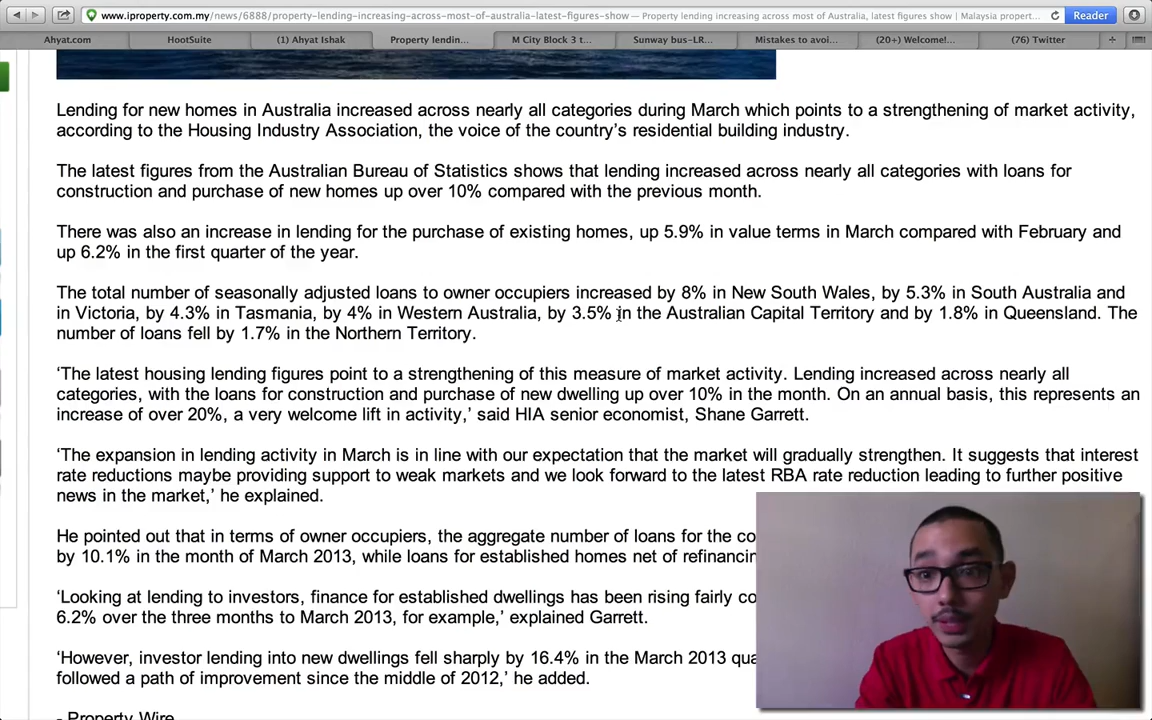 www.iproperty.com.my/news/6888/property-lending-increasing-across-most-of-australia-latest-figures-show — Property lending increasing across most of Australia, latest figures show | Malaysia propert...
Reader
Ahyat.com
HootSuite
(1) Ahyat Ishak
Property lendin...
M City Block 3 t...
Sunway bus-LR...
Mistakes to avoi...
(20+) Welcome!...
(76) Twitter
Lending for new homes in Australia increased across nearly all categories during March which points to a strengthening of market activity,
according to the Housing Industry Association, the voice of the country's residential building industry.
The latest figures from the Australian Bureau of Statistics shows that lending increased across nearly all categories with loans for
construction and purchase of new homes up over 10% compared with the previous month.
There was also an increase in lending for the purchase of existing homes, up 5.9% in value terms in March compared with February and
up 6.2% in the first quarter of the year.
The total number of seasonally adjusted loans to owner occupiers increased by 8% in New South Wales, by 5.3% in South Australia and
in Victoria, by 4.3% in Tasmania, by 4% in Western Australia, by 3.5% in the Australian Capital Territory and by 1.8% in Queensland. The
number of loans fell by 1.7% in the Northern Territory.
‘The latest housing lending figures point to a strengthening of this measure of market activity. Lending increased across nearly all
categories, with the loans for construction and purchase of new dwelling up over 10% in the month. On an annual basis, this represents an
increase of over 20%, a very welcome lift in activity,’ said HIA senior economist, Shane Garrett.
‘The expansion in lending activity in March is in line with our expectation that the market will gradually strengthen. It suggests that interest
rate reductions maybe providing support to weak markets and we look forward to the latest RBA rate reduction leading to further positive
news in the market,’ he explained.
He pointed out that in terms of owner occupiers, the aggregate number of loans for the co
by 10.1% in the month of March 2013, while loans for established homes net of refinancin
‘Looking at lending to investors, finance for established dwellings has been rising fairly co
6.2% over the three months to March 2013, for example,’ explained Garrett.
‘However, investor lending into new dwellings fell sharply by 16.4% in the March 2013 qua
followed a path of improvement since the middle of 2012,’ he added.
- Property Wire